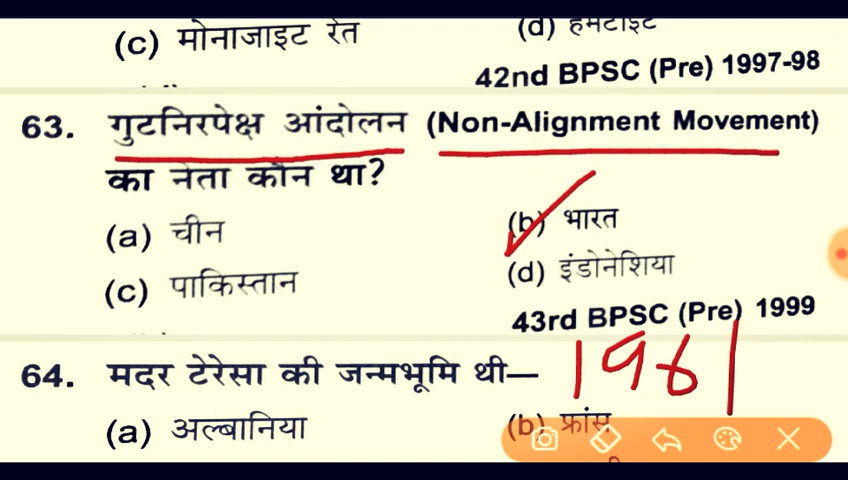 (c) मोनाजाइट रेत (d) हेमेटाइट
42nd BPSC (Pre) 1997-98
63. गुटनिरपेक्ष आंदोलन (Non-Alignment Movement)
का नेता कौन था?
(a) चीन (b) भारत
(c) पाकिस्तान (d) इंडोनेशिया
43rd BPSC (Pre) 1999
64. मदर टेरेसा की जन्मभूमि थी— 1961
(a) अल्बानिया (b) फ्रांस